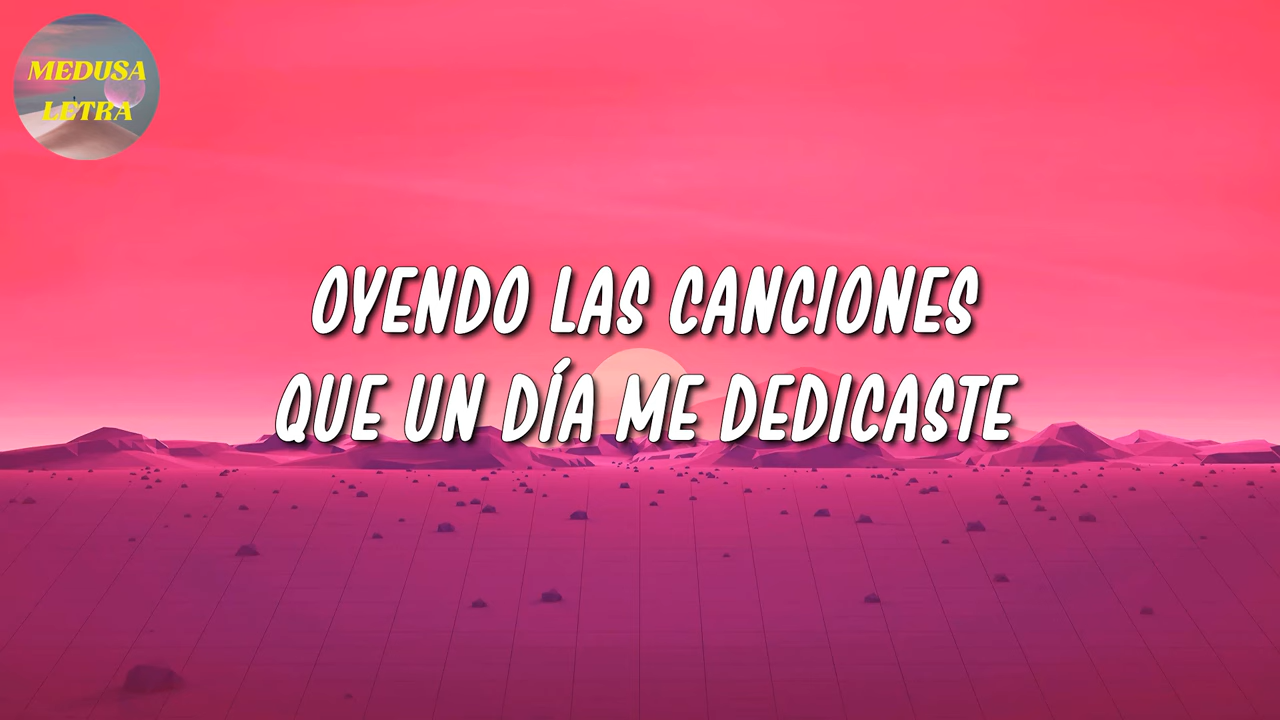 MEDUSA
LETRA
OYENDO LAS CANCIONES
QUE UN DÍA ME DEDICASTE